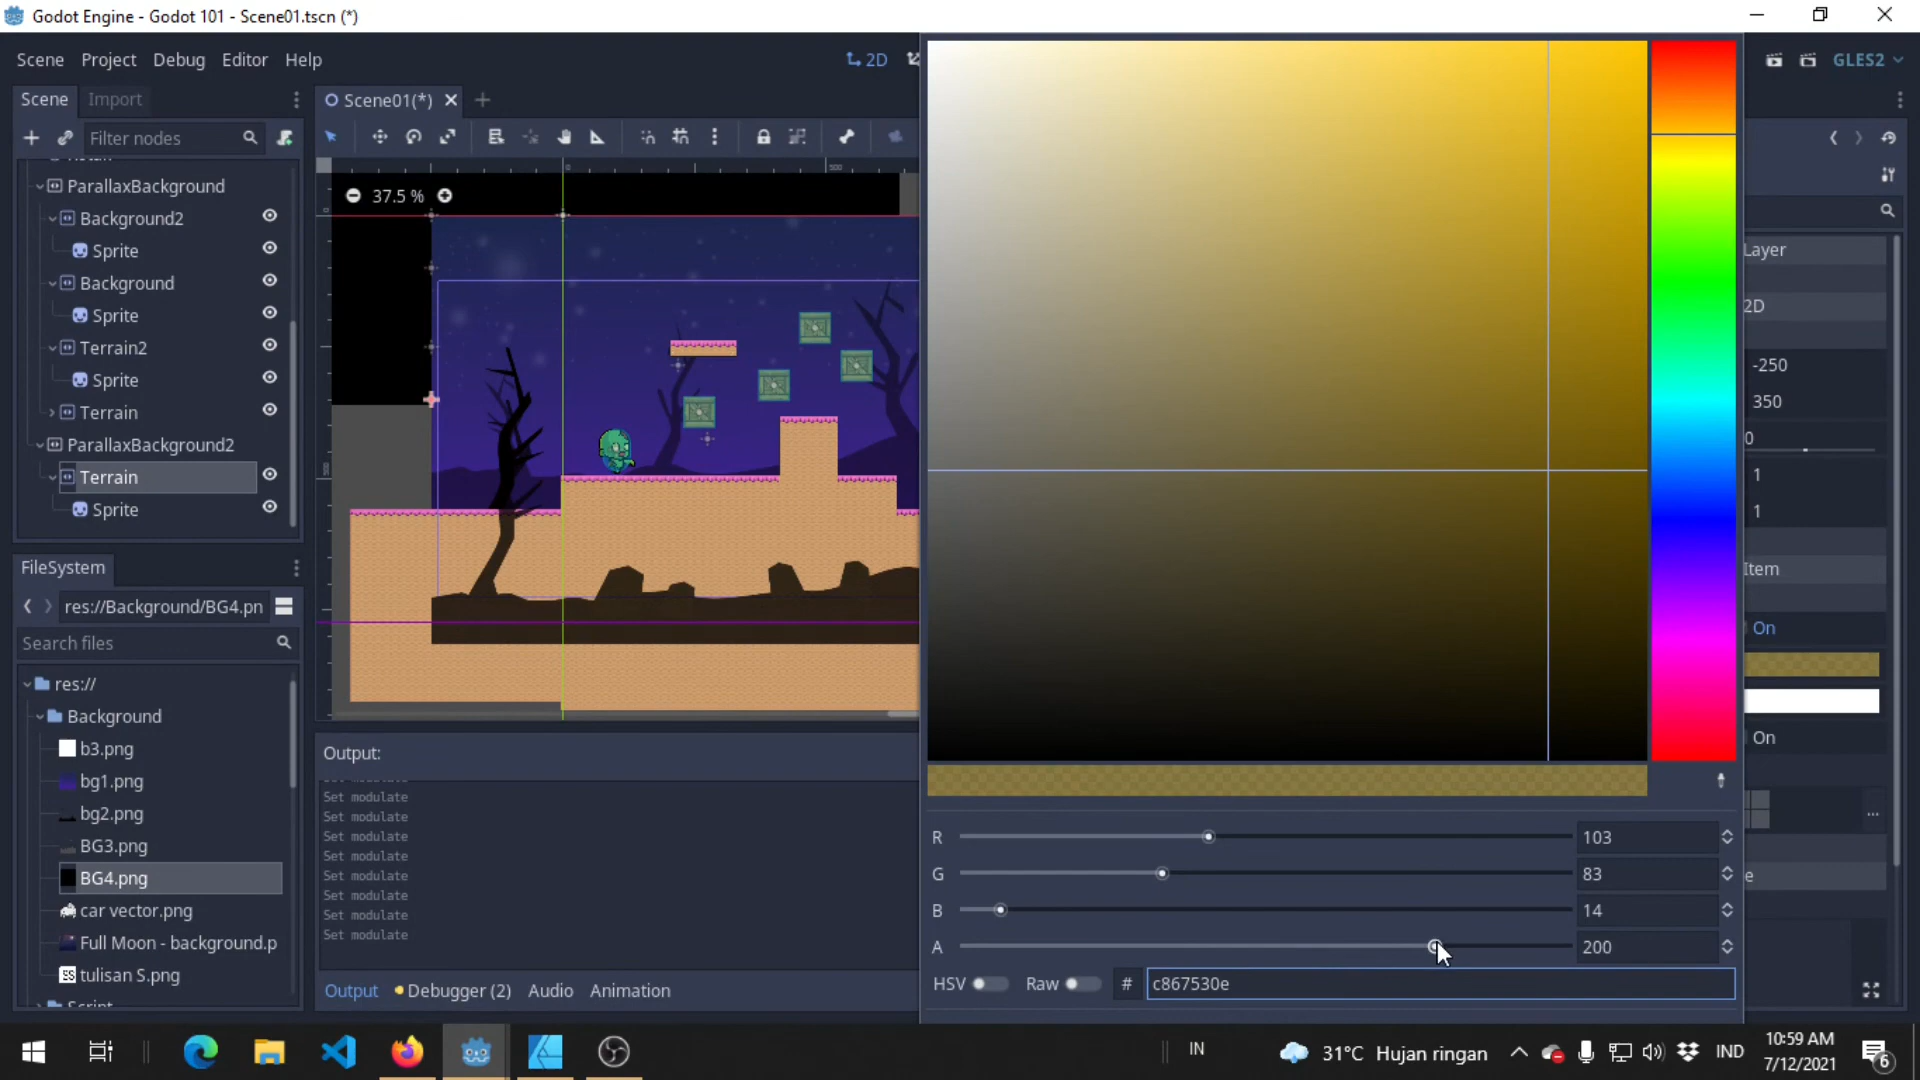 Godot Engine - Godot 101 - Scene01.tscn (*)
Scene Project Debug Editor Help
2D
GLES2
Scene Import
Scene01(*)
Filter nodes
37.5 %
0
500
ParallaxBackground
Background2
Sprite
Background
Sprite
Terrain2
Sprite
Terrain
ParallaxBackground2
Terrain
Sprite
Layer
2D
-250
350
0
1
1
Item
On
On
e
FileSystem
res://Background/BG4.pn
Search files
res://
Background
b3.png
bg1.png
bg2.png
BG3.png
BG4.png
car vector.png
Full Moon - background.p
tulisan S.png
Script
Output:
Set modulate
Set modulate
Set modulate
Set modulate
Set modulate
Set modulate
Set modulate
Set modulate
Output Debugger (2) Audio Animation
R 103
G 83
B 14
A 200
HSV Raw # c867530e
IN
31°C Hujan ringan
IND
10:59 AM
7/12/2021
6